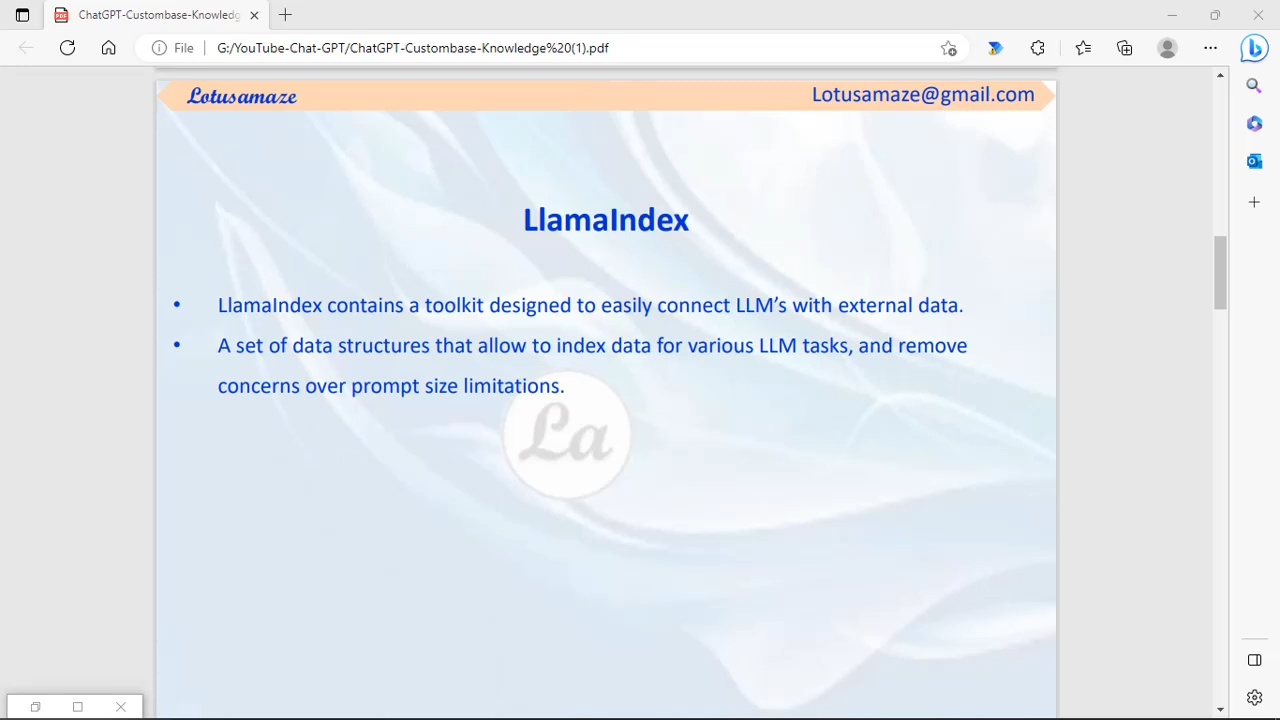 ChatGPT-Custombase-Knowledg
File
G:/YouTube-Chat-GPT/ChatGPT-Custombase-Knowledge%20(1).pdf
Lotusamaze
Lotusamaze@gmail.com
LlamaIndex
• LlamaIndex contains a toolkit designed to easily connect LLM’s with external data.
• A set of data structures that allow to index data for various LLM tasks, and remove
concerns over prompt size limitations.
La